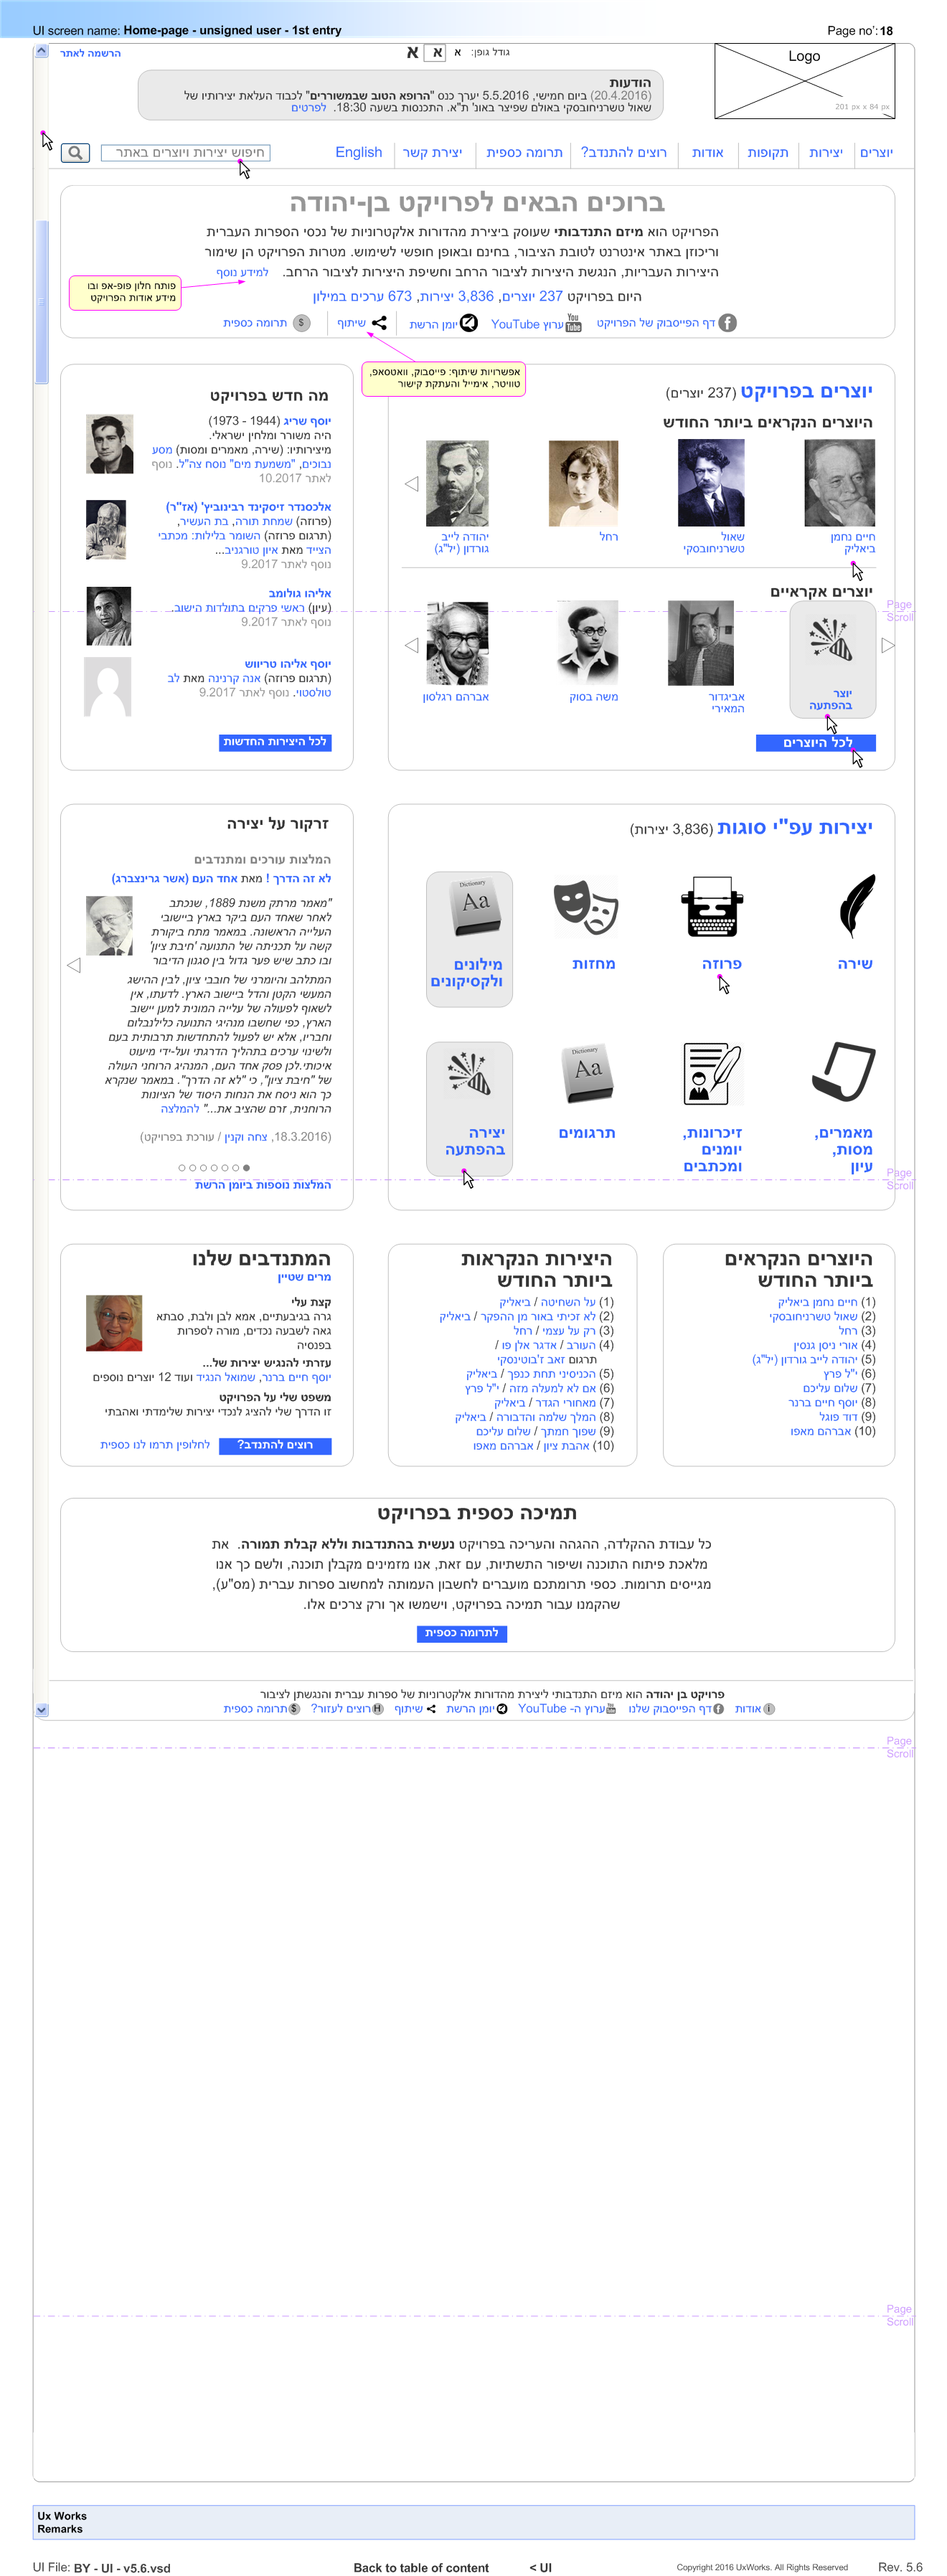 UI screen name: Home-page - unsigned user - 1st entry
Page no': 18
הרשמה לאתר
גודל גופן: א א א
Logo
201 px x 84 px
הודעות
(20.4.2016) ביום חמישי, 5.5.2016 יערך כנס "הרופא הטוב שבמשוררים" לכבוד העלאת יצירותיו של
שאול טשרניחובסקי באולם שפיצר באונ' ת"א. התכנסות בשעה 18:30. לפרטים
יוצרים יצירות תקופות אודות רוצים להתנדב? תרומה כספית יצירת קשר English
חיפוש יצירות ויוצרים באתר
ברוכים הבאים לפרויקט בן-יהודה
הפרויקט הוא מיזם התנדבותי שעוסק ביצירת מהדורות אלקטרוניות של נכסי הספרות העברית
וריכוזן באתר אינטרנט לטובת הציבור, בחינם ובאופן חופשי לשימוש. מטרות הפרויקט הן שימור
היצירות העבריות, הנגשת היצירות לציבור הרחב וחשיפת היצירות לציבור הרחב. למידע נוסף
פותח חלון פופ-אפ ובו
מידע אודות הפרויקט
היום בפרויקט 237 יוצרים, 3,836 יצירות, 673 ערכים במילון
דף הפייסבוק של הפרויקט
ערוץ YouTube
You
Tube
יומן הרשת
שיתוף
תרומה כספית
$
אפשרויות שיתוף: פייסבוק, וואטסאפ,
טוויטר, אימייל והעתקת קישור
יוצרים בפרויקט (237 יוצרים)
היוצרים הנקראים ביותר החודש
חיים נחמן
ביאליק
שאול
טשרניחובסקי
רחל
יהודה לייב
גורדון (יל"ג)
יוצרים אקראיים
Page
Scroll
יוצר
בהפתעה
אביגדור
המאירי
משה בסוק
אברהם רגלסון
לכל היוצרים
מה חדש בפרויקט
יוסף שריג (1944 - 1973)
היה משורר ומלחין ישראלי.
מיצירותיו: (שירה, מאמרים ומסות) מסע
נבוכים, "משמעת מים" נוסח צה"ל. נוסף
לאתר 10.2017
אלכסנדר זיסקינד רבינוביץ' (אז"ר)
(פרוזה) שמחת תורה, בת העשיר,
(תרגום פרוזה) השומר בלילות: מכתבי
הצייד מאת איון טורגניב...
נוסף לאתר 9.2017
אליהו גולומב
(עיון) ראשי פרקים בתולדות הישוב.
נוסף לאתר 9.2017
יוסף אליהו טריווש
(תרגום פרוזה) אנה קרנינה מאת לב
טולסטוי. נוסף לאתר 9.2017
לכל היצירות החדשות
יצירות עפ"י סוגות (3,836 יצירות)
שירה
פרוזה
מחזות
Dictionary
Aa
מילונים
ולקסיקונים
מאמרים,
מסות,
עיון
זיכרונות,
יומנים
ומכתבים
Dictionary
Aa
תרגומים
יצירה
בהפתעה
Page
Scroll
זרקור על יצירה
המלצות עורכים ומתנדבים
לא זה הדרך ! מאת אחד העם (אשר גרינצברג)
"מאמר מרתק משנת 1889, שנכתב
לאחר שאחד העם ביקר בארץ ביישובי
העלייה הראשונה. במאמר מתח ביקורת
קשה על תכניתה של התנועה 'חיבת ציון'
ובו כתב שיש פער גדול בין סגנון הדיבור
המתלהב והיומרני של חובבי ציון, לבין ההישג
המעשי הקטן והדל ביישוב הארץ. לדעתו, אין
לשאוף לפעולה של עלייה המונית למען יישוב
הארץ, כפי שחשבו מנהיגי התנועה כלילנבלום
וחבריו, אלא יש לפעול להתחדשות תרבותית בעם
ולשינוי ערכים בתהליך הדרגתי ועל-ידי מיעוט
איכותי.לכן פסק אחד העם, המנהיג הרוחני העולה
של "חיבת ציון", כי "לא זה הדרך". במאמר שנקרא
כך הוא ניסח את הנחות היסוד של הציונות
הרוחנית, זרם שהציב את..." להמלצה
(18.3.2016, צחה וקנין / עורכת בפרויקט)
המלצות נוספות ביומן הרשת
היוצרים הנקראים
ביותר החודש
(1) חיים נחמן ביאליק
(2) שאול טשרניחובסקי
(3) רחל
(4) אורי ניסן גנסין
(5) יהודה לייב גורדון (יל"ג)
(6) י"ל פרץ
(7) שלום עליכם
(8) יוסף חיים ברנר
(9) דוד פוגל
(10) אברהם מאפו
היצירות הנקראות
ביותר החודש
(1) על השחיטה / ביאליק
(2) לא זכיתי באור מן ההפקר / ביאליק
(3) רק על עצמי / רחל
(4) העורב / אדגר אלן פו /
תרגום זאב ז'בוטינסקי
(5) הכניסיני תחת כנפך / ביאליק
(6) אם לא למעלה מזה / י"ל פרץ
(7) מאחורי הגדר / ביאליק
(8) המלך שלמה והדבורה / ביאליק
(9) שפוך חמתך / שלום עליכם
(10) אהבת ציון / אברהם מאפו
המתנדבים שלנו
מרים שטיין
קצת עלי
גרה בגיבעתיים, אמא לבן ולבת, סבתא
גאה לשבעה נכדים, מורה לספרות
בפנסיה
עזרתי להנגיש יצירות של...
יוסף חיים ברנר, שמואל הנגיד ועוד 12 יוצרים נוספים
משפט שלי על הפרויקט
זו הדרך שלי להציג לנכדי יצירות שלימדתי ואהבתי
רוצים להתנדב?
לחלופין תרמו לנו כספית
תמיכה כספית בפרויקט
כל עבודת ההקלדה, ההגהה והעריכה בפרויקט נעשית בהתנדבות וללא קבלת תמורה. את
מלאכת פיתוח התוכנה ושיפור התשתיות, עם זאת, אנו מזמינים מקבלן תוכנה, ולשם כך אנו
מגייסים תרומות. כספי תרומתכם מועברים לחשבון העמותה למחשוב ספרות עברית (מס"ע),
שהקמנו עבור תמיכה בפרויקט, וישמשו אך ורק צרכים אלו.
לתרומה כספית
פרויקט בן יהודה הוא מיזם התנדבותי ליצירת מהדורות אלקטרוניות של ספרות עברית והנגשתן לציבור
אודות דף הפייסבוק שלנו ערוץ ה- YouTube יומן הרשת שיתוף רוצים לעזור? תרומה כספית
Page
Scroll
Page
Scroll
Ux Works
Remarks
UI File: BY - UI - v5.6.vsd
Back to table of content
< UI
Copyright 2016 UxWorks. All Rights Reserved
Rev. 5.6